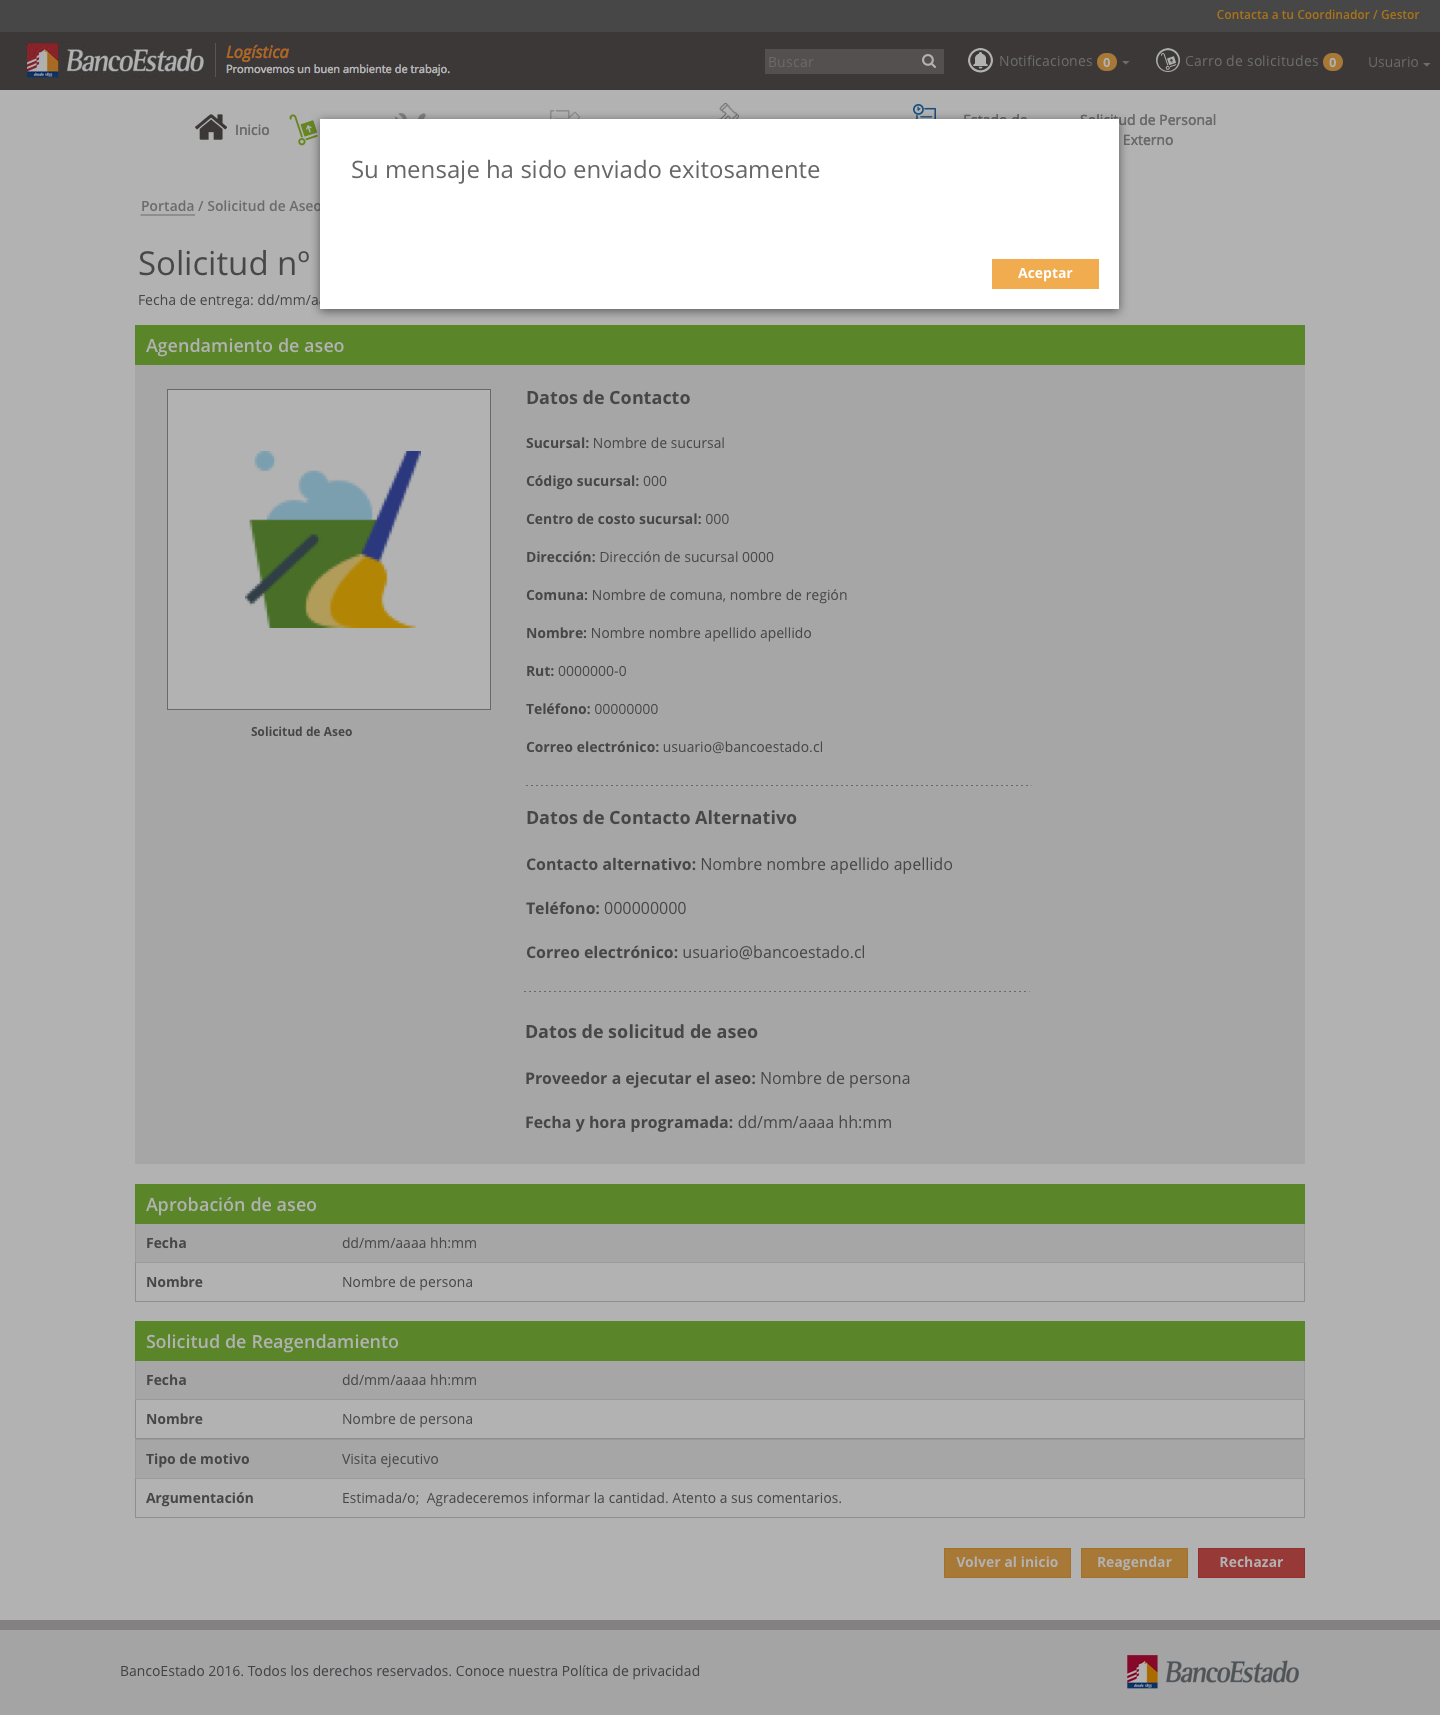 Contacta a tu Coordinador / Gestor
BancoEstado
desde 1855
Logística
Promovemos un buen ambiente de trabajo.
Buscar
Notificaciones 0
Carro de solicitudes 0
Usuario
Inicio
Solicitud de Personal
Externo
Su mensaje ha sido enviado exitosamente
Aceptar
Portada / Solicitud de Aseo
Solicitud nº
Fecha de entrega: dd/mm/a
Agendamiento de aseo
Solicitud de Aseo
Datos de Contacto
Sucursal: Nombre de sucursal
Código sucursal: 000
Centro de costo sucursal: 000
Dirección: Dirección de sucursal 0000
Comuna: Nombre de comuna, nombre de región
Nombre: Nombre nombre apellido apellido
Rut: 0000000-0
Teléfono: 00000000
Correo electrónico: usuario@bancoestado.cl
Datos de Contacto Alternativo
Contacto alternativo: Nombre nombre apellido apellido
Teléfono: 000000000
Correo electrónico: usuario@bancoestado.cl
Datos de solicitud de aseo
Proveedor a ejecutar el aseo: Nombre de persona
Fecha y hora programada: dd/mm/aaaa hh:mm
Aprobación de aseo
Fecha dd/mm/aaaa hh:mm
Nombre Nombre de persona
Solicitud de Reagendamiento
Fecha dd/mm/aaaa hh:mm
Nombre Nombre de persona
Tipo de motivo Visita ejecutivo
Argumentación Estimada/o; Agradeceremos informar la cantidad. Atento a sus comentarios.
Volver al inicio
Reagendar
Rechazar
BancoEstado 2016. Todos los derechos reservados. Conoce nuestra Política de privacidad
BancoEstado
desde 1855